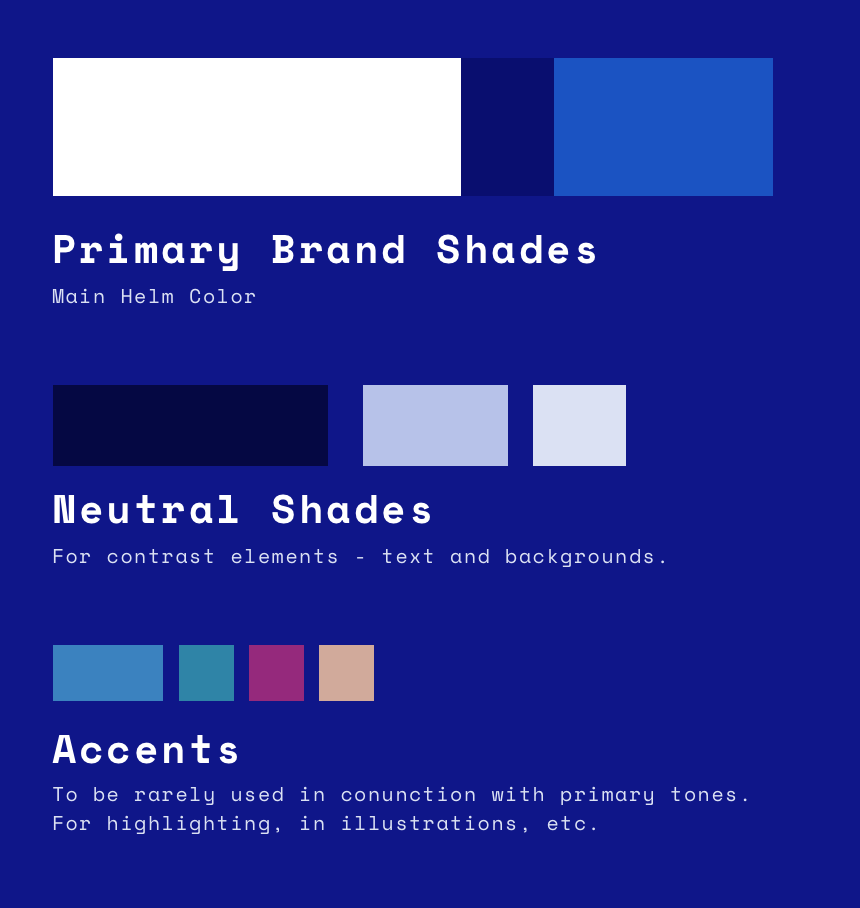 Primary Brand Shades
Main Helm Color
Neutral Shades
For contrast elements - text and backgrounds.
Accents
To be rarely used in conunction with primary tones.
For highlighting, in illustrations, etc.